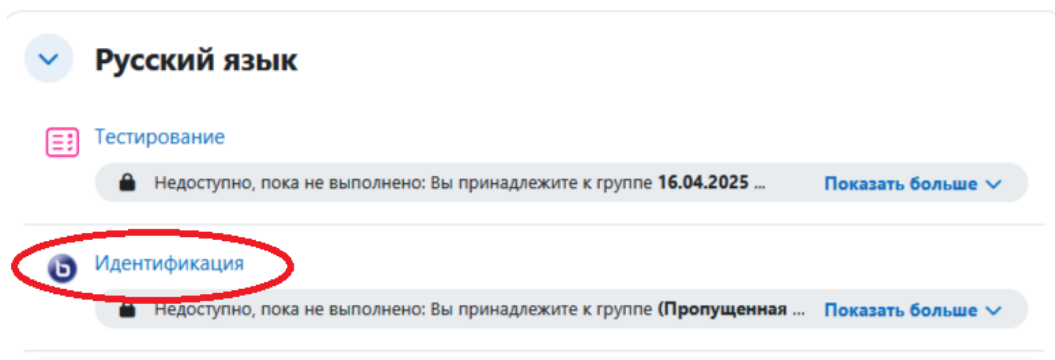 Русский язык
Тестирование
Недоступно, пока не выполнено: Вы принадлежите к группе 16.04.2025 ... Показать больше
Идентификация
Недоступно, пока не выполнено: Вы принадлежите к группе (Пропущенная ... Показать больше